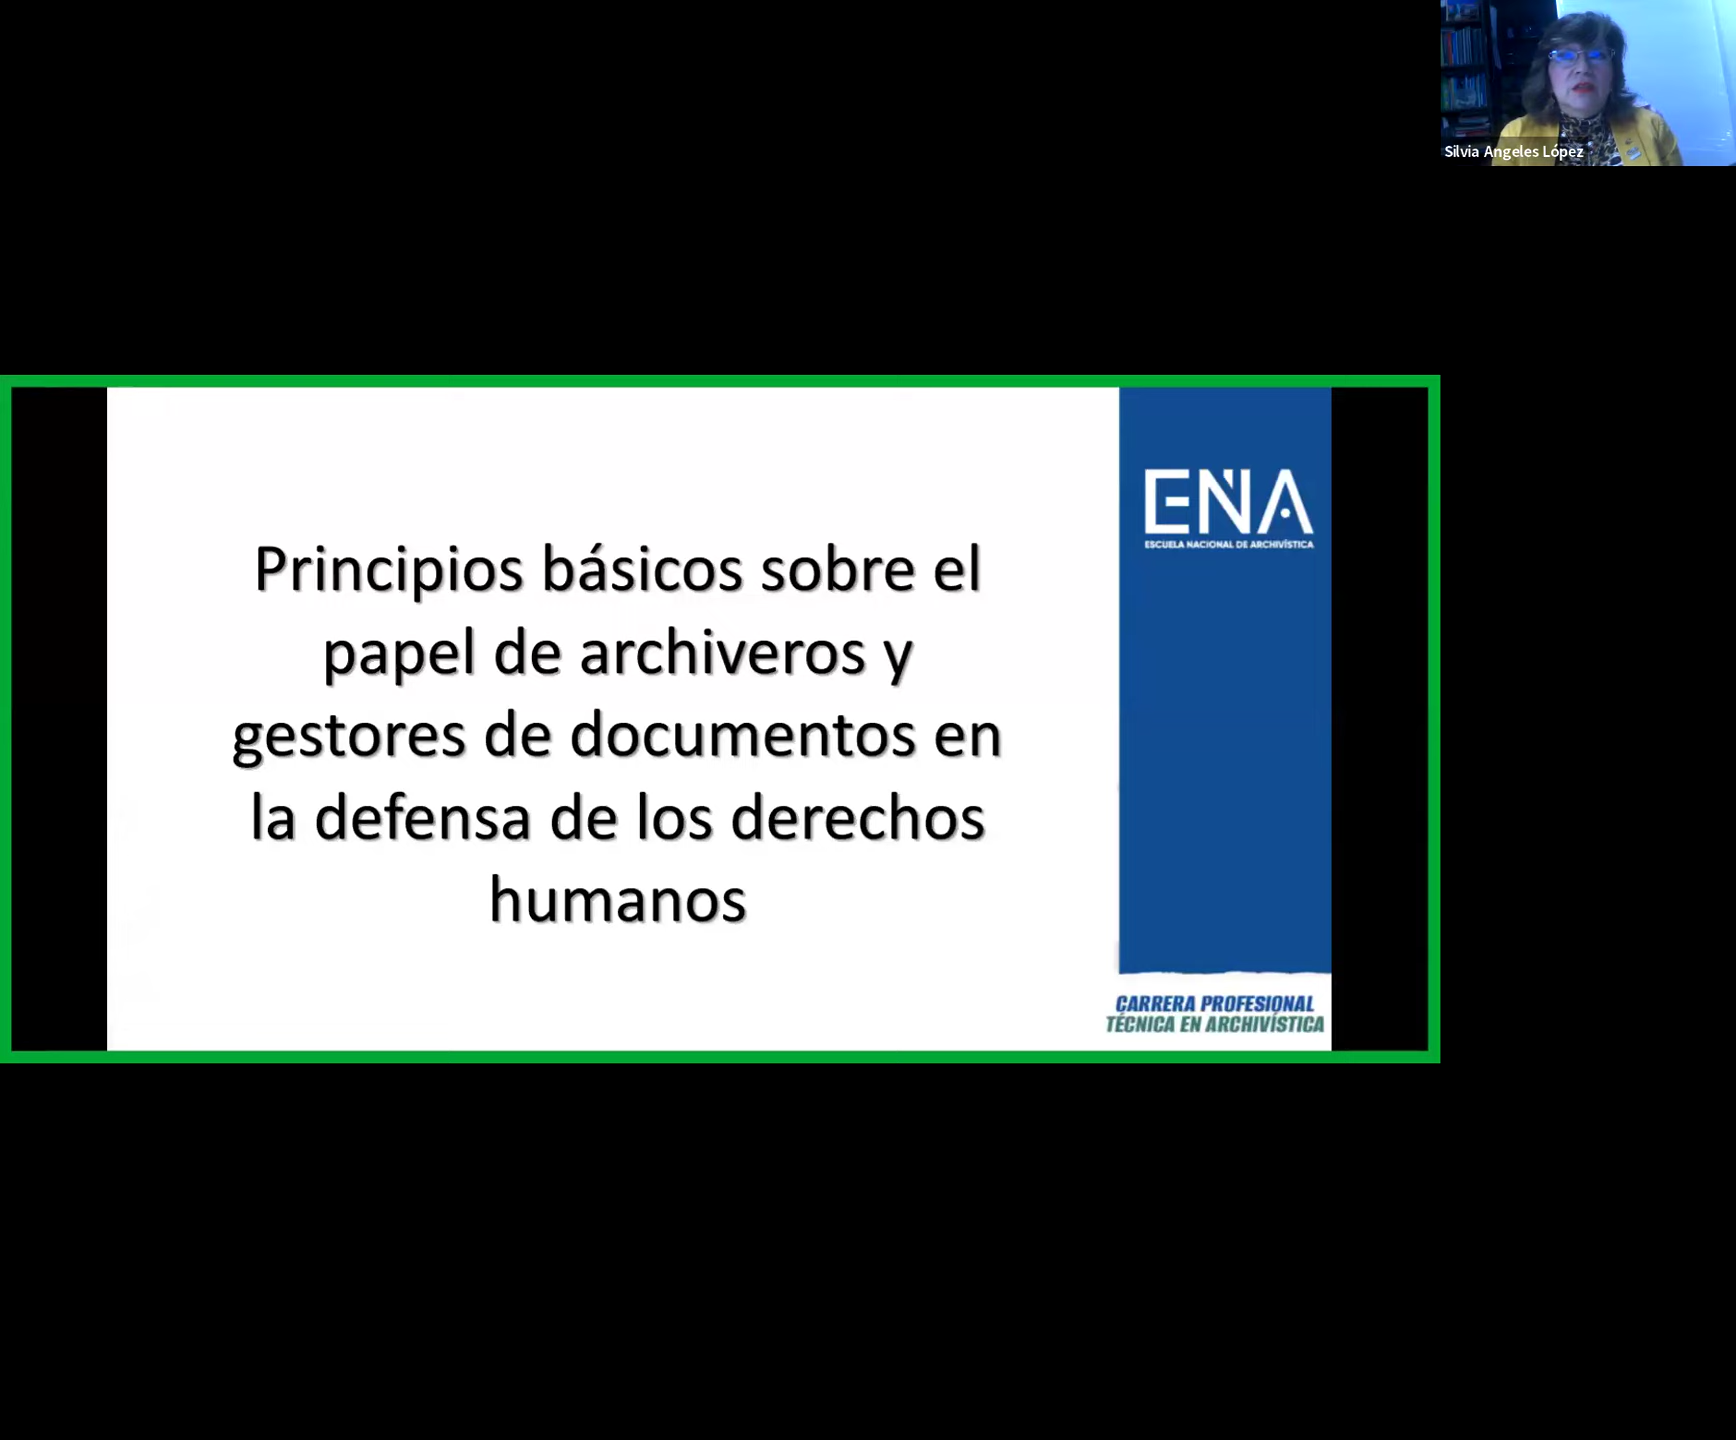 Silvia Angeles López
Principios básicos sobre el
papel de archiveros y
gestores de documentos en
la defensa de los derechos
humanos
ENA
ESCUELA NACIONAL DE ARCHIVÍSTICA
CARRERA PROFESIONAL
TÉCNICA EN ARCHIVÍSTICA